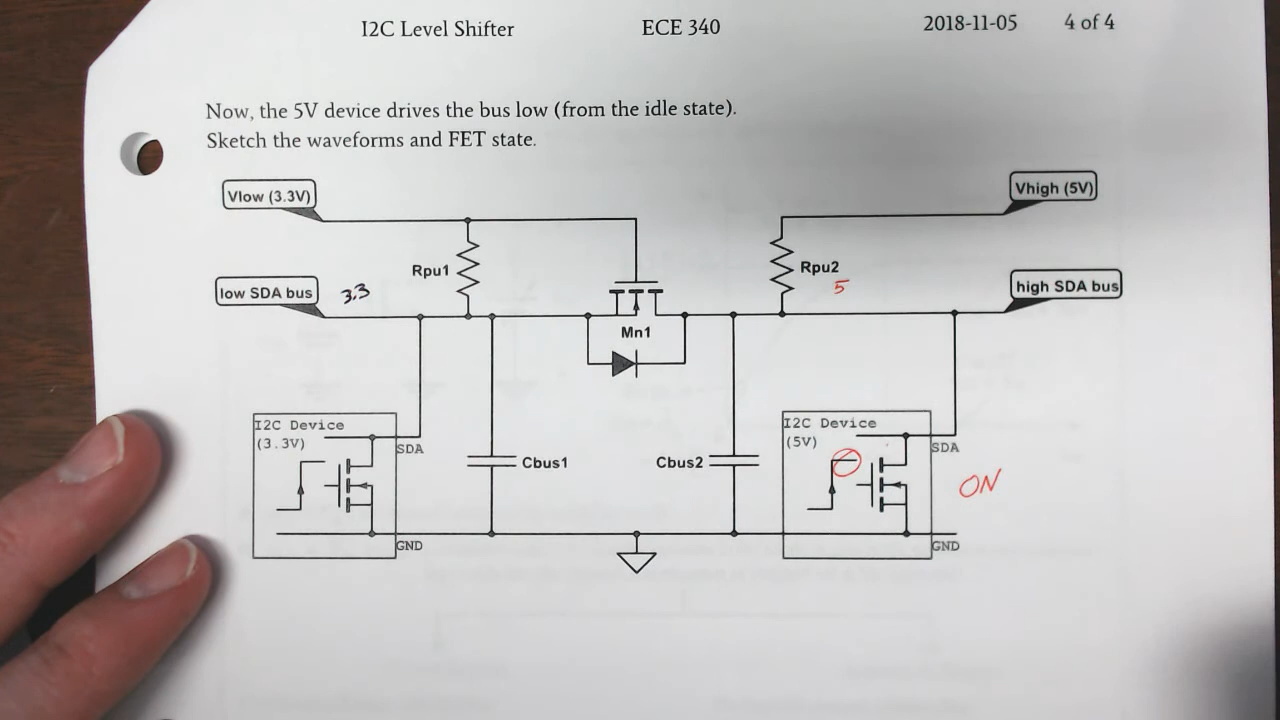 I2C Level Shifter ECE 340 2018-11-05 4 of 4
Now, the 5V device drives the bus low (from the idle state).
Sketch the waveforms and FET state.
Vlow (3.3V)
Vhigh (5V)
Rpu1
Rpu2
5
low SDA bus
3.3
high SDA bus
Mn1
I2C Device
(3.3V)
SDA
GND
Cbus1
Cbus2
I2C Device
(5V)
SDA
GND
ON